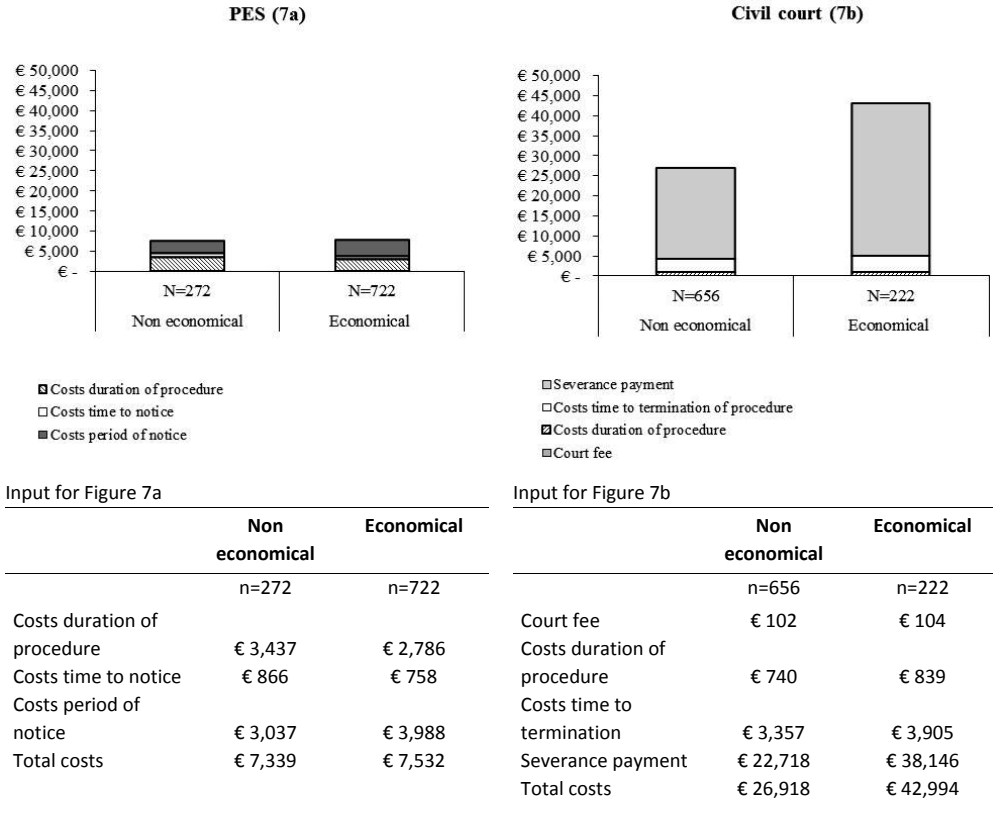 PES (7a)
€ 50,000
€ 45,000
€ 40,000
€ 35,000
€ 30,000
€ 25,000
€ 20,000
€ 15,000
€ 10,000
€ 5,000
€ -
N=272 N=722
Non economical Economical
Costs duration of procedure
Costs time to notice
Costs period of notice
Civil court (7b)
€ 50,000
€ 45,000
€ 40,000
€ 35,000
€ 30,000
€ 25,000
€ 20,000
€ 15,000
€ 10,000
€ 5,000
€ -
N=656 N=222
Non economical Economical
Severance payment
Costs time to termination of procedure
Costs duration of procedure
Court fee
Input for Figure 7a
Non Economical
economical
n=272 n=722
Costs duration of
procedure € 3,437 € 2,786
Costs time to notice € 866 € 758
Costs period of
notice € 3,037 € 3,988
Total costs € 7,339 € 7,532
Input for Figure 7b
Non Economical
economical
n=656 n=222
Court fee € 102 € 104
Costs duration of
procedure € 740 € 839
Costs time to
termination € 3,357 € 3,905
Severance payment € 22,718 € 38,146
Total costs € 26,918 € 42,994